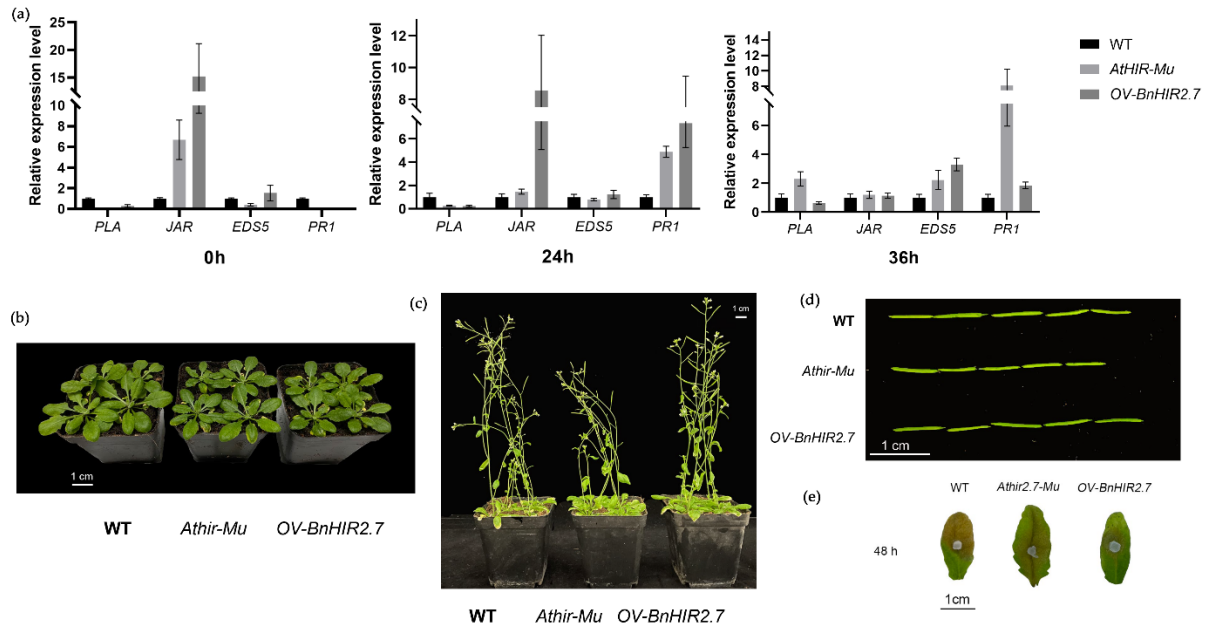 (a)
Relative expression level
25
20
15
10
10
8
6
4
2
0
PLA JAR EDS5 PR1
0h
Relative expression level
14
12
10
8
6
4
2
0
PLA JAR EDS5 PR1
24h
Relative expression level
14
12
10
8
6
4
2
0
PLA JAR EDS5 PR1
36h
WT
AtHIR-Mu
OV-BnHIR2.7
(b)
1 cm
WT Athir-Mu OV-BnHIR2.7
(c)
1 cm
WT Athir-Mu OV-BnHIR2.7
(d)
WT
Athir-Mu
OV-BnHIR2.7
1 cm
(e)
WT Athir2.7-Mu OV-BnHIR2.7
48 h
1cm